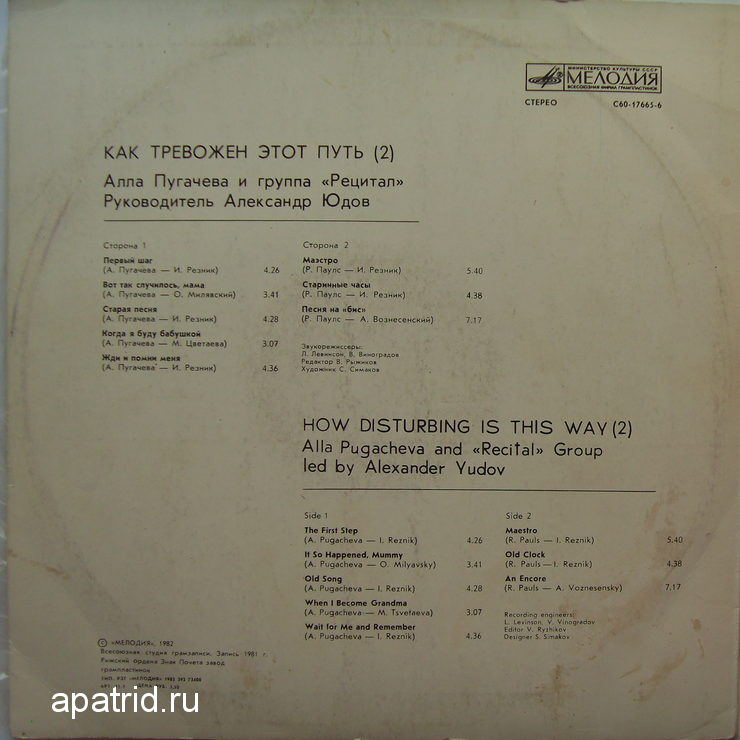 МИНИСТЕРСТВО КУЛЬТУРЫ СССР
МЕЛОДИЯ
ВСЕСОЮЗНАЯ ФИРМА ГРАМПЛАСТИНОК
СТЕРЕО С60-17665-6
КАК ТРЕВОЖЕН ЭТОТ ПУТЬ (2)
Алла Пугачева и группа «Рецитал»
Руководитель Александр Юдов
Сторона 1
Первый шаг
(А. Пугачева — И. Резник) 4.26
Вот так случилось, мама
(А. Пугачева — О. Милявский) 3.41
Старая песня
(А. Пугачева — И. Резник) 4.28
Когда я буду бабушкой
(А. Пугачева — М. Цветаева) 3.07
Жди и помни меня
(А. Пугачева — И. Резник) 4.36
Сторона 2
Маэстро
(Р. Паулс — И. Резник) 5.40
Старинные часы
(Р. Паулс — И. Резник) 4.38
Песня на «бис»
(Р. Паулс — А. Вознесенский) 7.17
Звукорежиссеры:
Л. Левинсон, В. Виноградов
Редактор В. Рыжиков
Художник С. Симаков
HOW DISTURBING IS THIS WAY (2)
Alla Pugacheva and «Recital» Group
led by Alexander Yudov
Side 1
The First Step
(A. Pugacheva — I. Reznik) 4.26
It So Happened, Mummy
(A. Pugacheva — O. Milyavsky) 3.41
Old Song
(A. Pugacheva — I. Reznik) 4.28
When I Become Grandma
(A. Pugacheva — M. Tsvetaeva) 3.07
Wait for Me and Remember
(A. Pugacheva — I. Reznik) 4.36
Side 2
Maestro
(R. Pauls — I. Reznik) 5.40
Old Clock
(R. Pauls — I. Reznik) 4.38
An Encore
(R. Pauls — A. Voznesensky) 7.17
Recording engineers:
L. Levinson, V. Vinogradov
Editor V. Ryzhikov
Designer S. Simakov
© «МЕЛОДИЯ», 1982
Всесоюзная студия грамзаписи. Запись 1981 г.
Рижский ордена Знак Почета завод
грампластинок
ТИП. РЗГ «МЕЛОДИЯ» 1982
ЦЕНА РУБ.
apatrid.ru